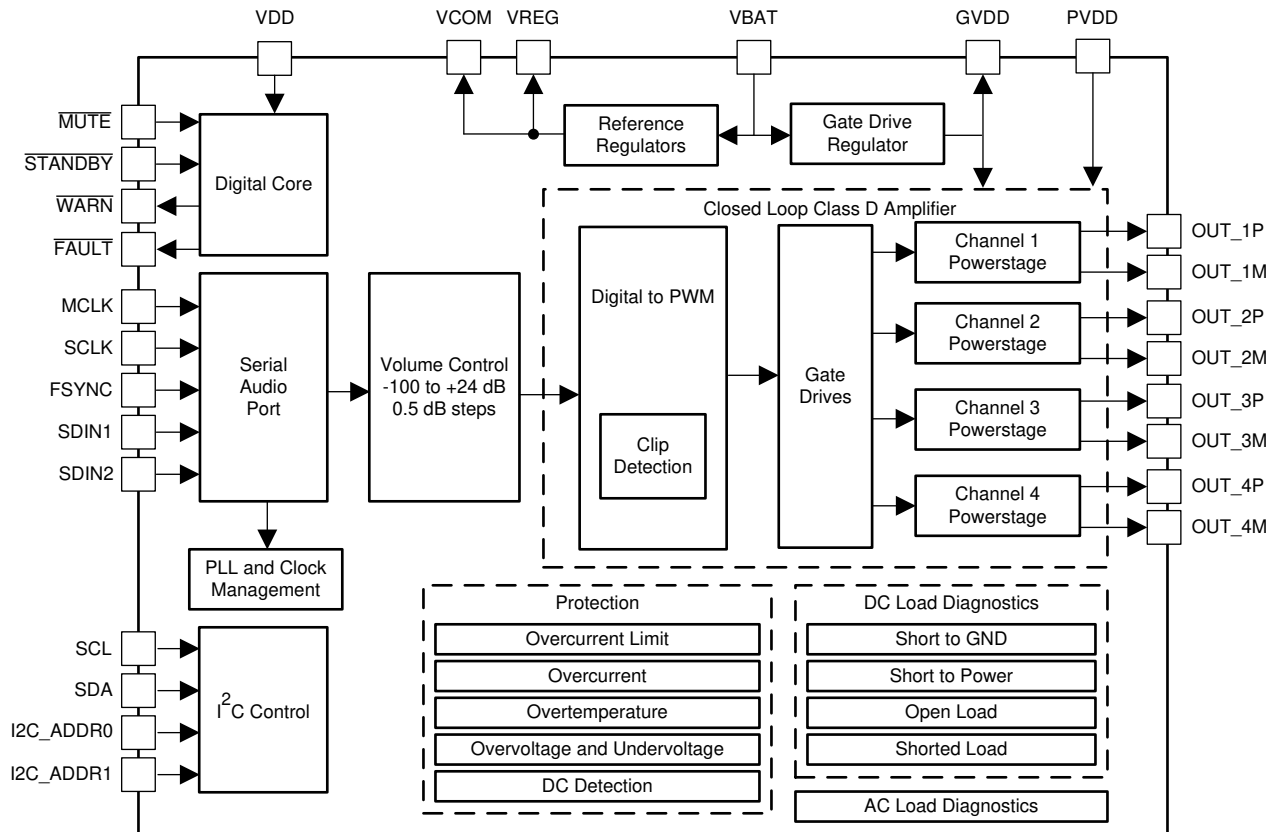 VDD
VCOM
VREG
VBAT
GVDD
PVDD
MUTE
STANDBY
WARN
FAULT
Digital Core
Reference
Regulators
Gate Drive
Regulator
MCLK
SCLK
FSYNC
SDIN1
SDIN2
Serial
Audio
Port
Volume Control
-100 to +24 dB
0.5 dB steps
Closed Loop Class D Amplifier
Digital to PWM
Clip
Detection
Gate
Drives
Channel 1
Powerstage
Channel 2
Powerstage
Channel 3
Powerstage
Channel 4
Powerstage
OUT_1P
OUT_1M
OUT_2P
OUT_2M
OUT_3P
OUT_3M
OUT_4P
OUT_4M
PLL and Clock
Management
SCL
SDA
I2C_ADDR0
I2C_ADDR1
I²C Control
Protection
Overcurrent Limit
Overcurrent
Overtemperature
Overvoltage and Undervoltage
DC Detection
DC Load Diagnostics
Short to GND
Short to Power
Open Load
Shorted Load
AC Load Diagnostics